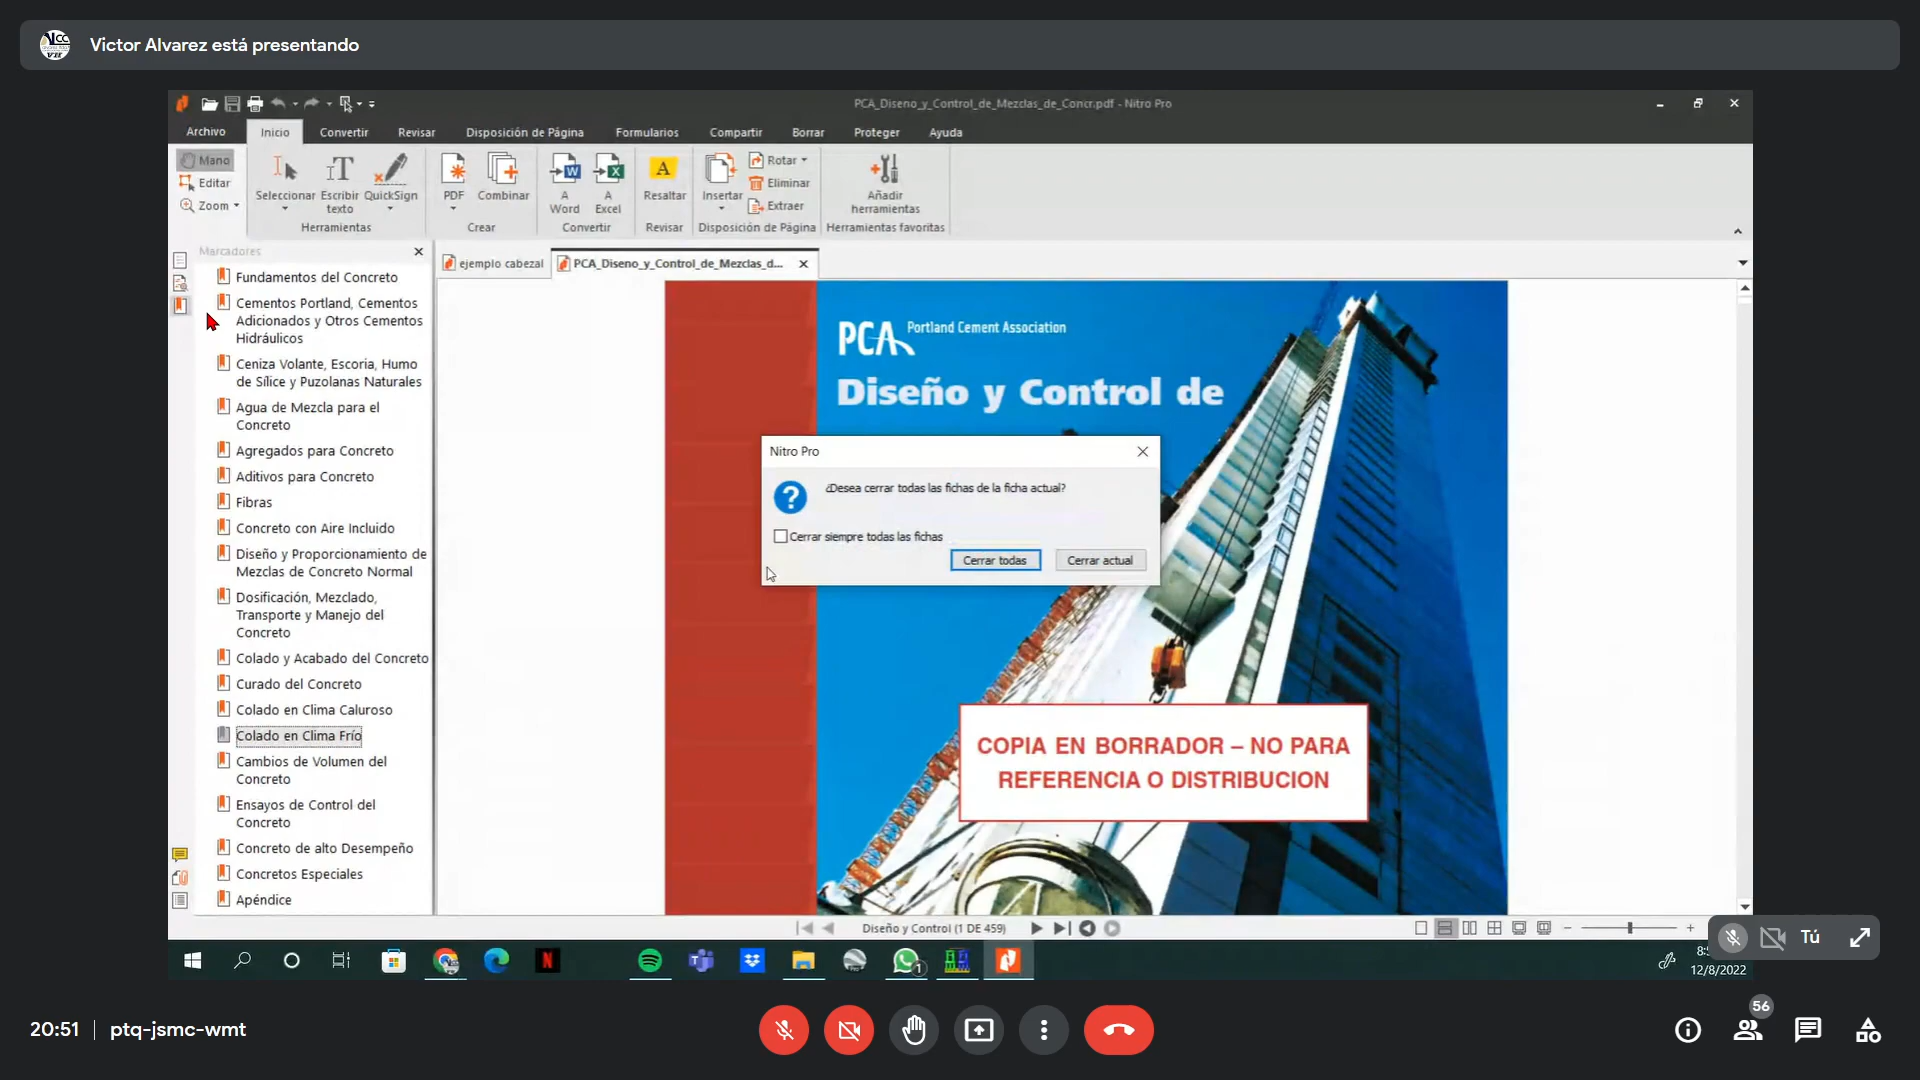 Victor Alvarez está presentando
PCA_Diseno_y_Control_de_Mezclas_de_Concr.pdf - Nitro Pro
Archivo Inicio Convertir Revisar Disposición de Página Formularios Compartir Borrar Proteger Ayuda
Mano
Editar
Zoom
Seleccionar
Escribir texto
QuickSign
Herramientas
PDF
Combinar
Crear
A Word
A Excel
Convertir
Resaltar
Revisar
Insertar
Rotar
Eliminar
Extraer
Disposición de Página
Añadir herramientas
Herramientas favoritas
Marcadores
ejemplo cabezal
PCA_Diseno_y_Control_de_Mezclas_d...
Fundamentos del Concreto
Cementos Portland, Cementos
Adicionados y Otros Cementos
Hidráulicos
Ceniza Volante, Escoria, Humo
de Sílice y Puzolanas Naturales
Agua de Mezcla para el
Concreto
Agregados para Concreto
Aditivos para Concreto
Fibras
Concreto con Aire Incluido
Diseño y Proporcionamiento de
Mezclas de Concreto Normal
Dosificación, Mezclado,
Transporte y Manejo del
Concreto
Colado y Acabado del Concreto
Curado del Concreto
Colado en Clima Caluroso
Colado en Clima Frío
Cambios de Volumen del
Concreto
Ensayos de Control del
Concreto
Concreto de alto Desempeño
Concretos Especiales
Apéndice
PCA Portland Cement Association
Diseño y Control de
Nitro Pro
¿Desea cerrar todas las fichas de la ficha actual?
Cerrar siempre todas las fichas
Cerrar todas
Cerrar actual
COPIA EN BORRADOR – NO PARA
REFERENCIA O DISTRIBUCION
Diseño y Control (1 DE 459)
Tú
12/8/2022
20:51 | ptq-jsmc-wmt
56